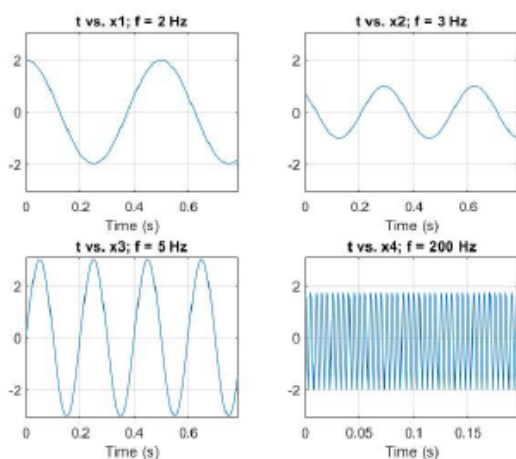 t vs. x1; f = 2 Hz
2
0
-2
0 0.2 0.4 0.6
Time (s)
t vs. x2; f = 3 Hz
2
0
-2
0 0.2 0.4 0.6
Time (s)
t vs. x3; f = 5 Hz
2
0
-2
0 0.2 0.4 0.6
Time (s)
t vs. x4; f = 200 Hz
2
0
-2
0 0.05 0.1 0.15
Time (s)